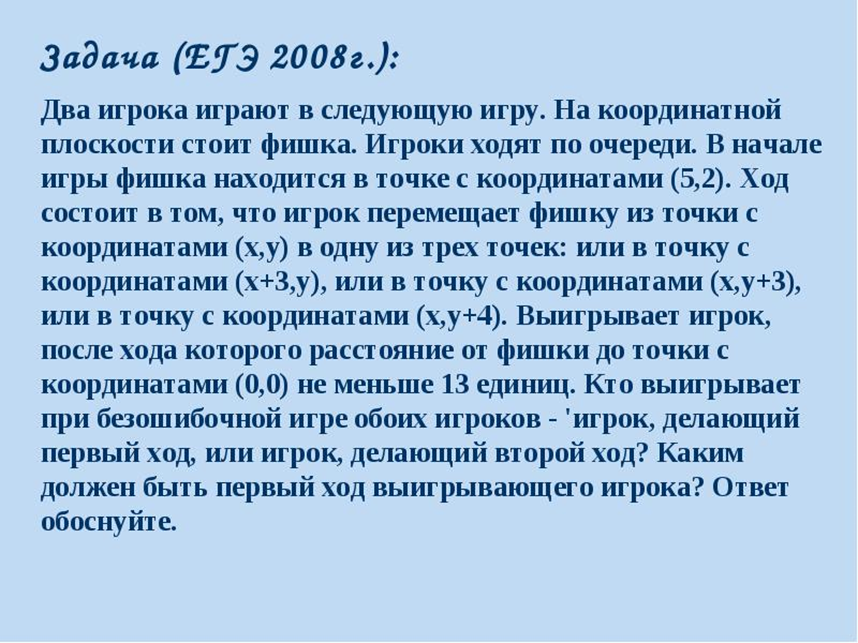 Задача (ЕГЭ 2008г.):
Два игрока играют в следующую игру. На координатной
плоскости стоит фишка. Игроки ходят по очереди. В начале
игры фишка находится в точке с координатами (5,2). Ход
состоит в том, что игрок перемещает фишку из точки с
координатами (x,y) в одну из трех точек: или в точку с
координатами (x+3,y), или в точку с координатами (x,y+3),
или в точку с координатами (x,y+4). Выигрывает игрок,
после хода которого расстояние от фишки до точки с
координатами (0,0) не меньше 13 единиц. Кто выигрывает
при безошибочной игре обоих игроков - 'игрок, делающий
первый ход, или игрок, делающий второй ход? Каким
должен быть первый ход выигрывающего игрока? Ответ
обоснуйте.